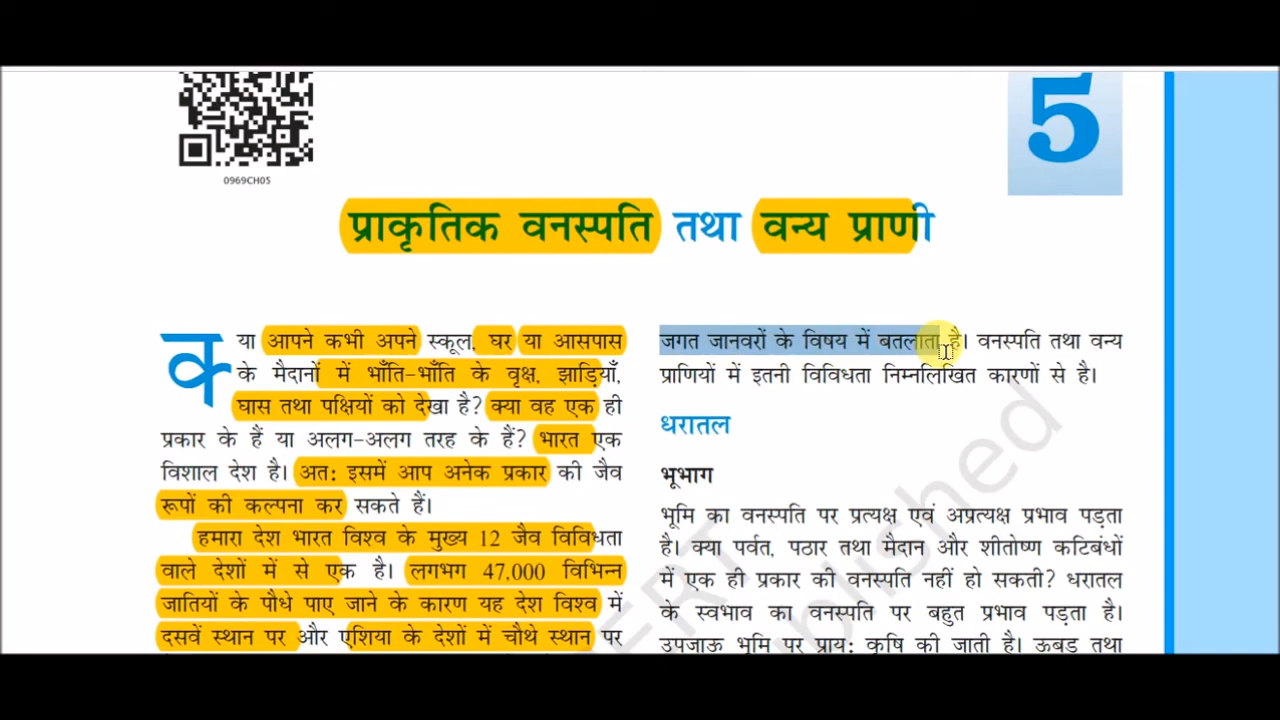 5
0969CH05
प्राकृतिक वनस्पति तथा वन्य प्राणी
क्या आपने कभी अपने स्कूल, घर या आसपास
के मैदानों में भाँति-भाँति के वृक्ष, झाड़ियाँ,
घास तथा पक्षियों को देखा है? क्या वह एक ही
प्रकार के हैं या अलग-अलग तरह के हैं? भारत एक
विशाल देश है। अत: इसमें आप अनेक प्रकार की जैव
रूपों की कल्पना कर सकते हैं।
हमारा देश भारत विश्व के मुख्य 12 जैव विविधता
वाले देशों में से एक है। लगभग 47,000 विभिन्न
जातियों के पौधे पाए जाने के कारण यह देश विश्व में
दसवें स्थान पर और एशिया के देशों में चौथे स्थान पर
जगत जानवरों के विषय में बतलाता है। वनस्पति तथा वन्य
प्राणियों में इतनी विविधता निम्नलिखित कारणों से है।
धरातल
भूभाग
भूमि का वनस्पति पर प्रत्यक्ष एवं अप्रत्यक्ष प्रभाव पड़ता
है। क्या पर्वत, पठार तथा मैदान और शीतोष्ण कटिबंधों
में एक ही प्रकार की वनस्पति नहीं हो सकती? धरातल
के स्वभाव का वनस्पति पर बहुत प्रभाव पड़ता है।
उपजाऊ भूमि पर प्राय: कृषि की जाती है। ऊबड़ तथा